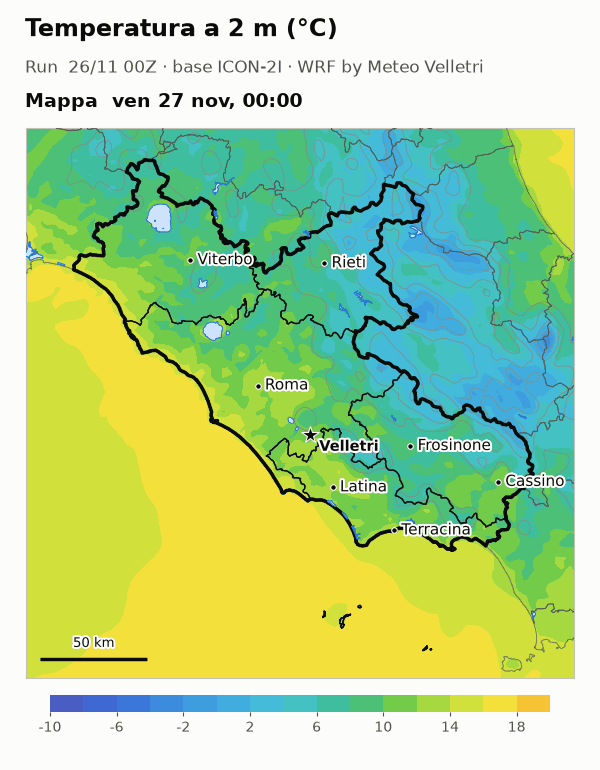 Temperatura a 2 m (°C)
Run  26/11 00Z · base ICON-2I · WRF by Meteo Velletri
Mappa  ven 27 nov, 00:00
Viterbo
Rieti
Roma
Velletri
Frosinone
Latina
Cassino
Terracina
50 km
-10 -6 -2 2 6 10 14 18